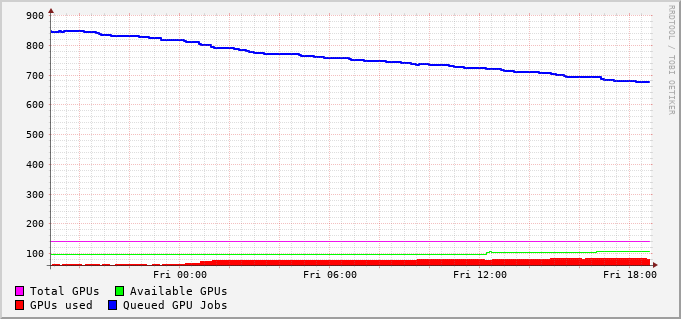 900
800
700
600
500
400
300
200
100
Fri 00:00 Fri 06:00 Fri 12:00 Fri 18:00
Total GPUs Available GPUs
GPUs used Queued GPU Jobs
RRDTOOL / TOBI OETIKER